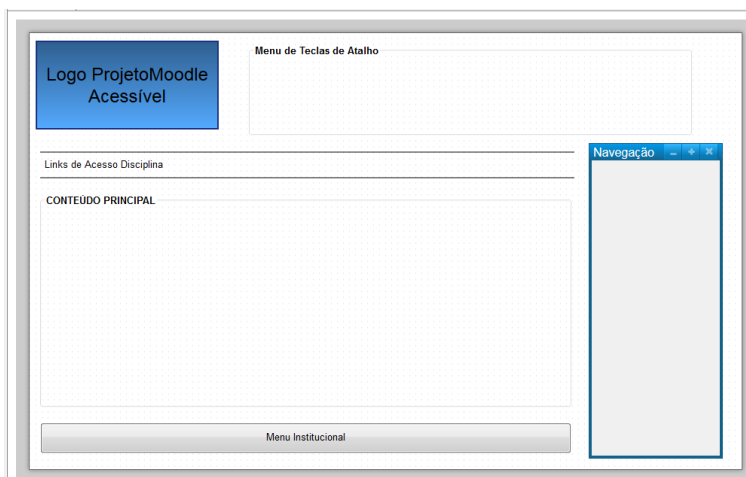 Logo ProjetoMoodle
Acessível
Menu de Teclas de Atalho
Links de Acesso Disciplina
Navegação
CONTEÚDO PRINCIPAL
Menu Institucional